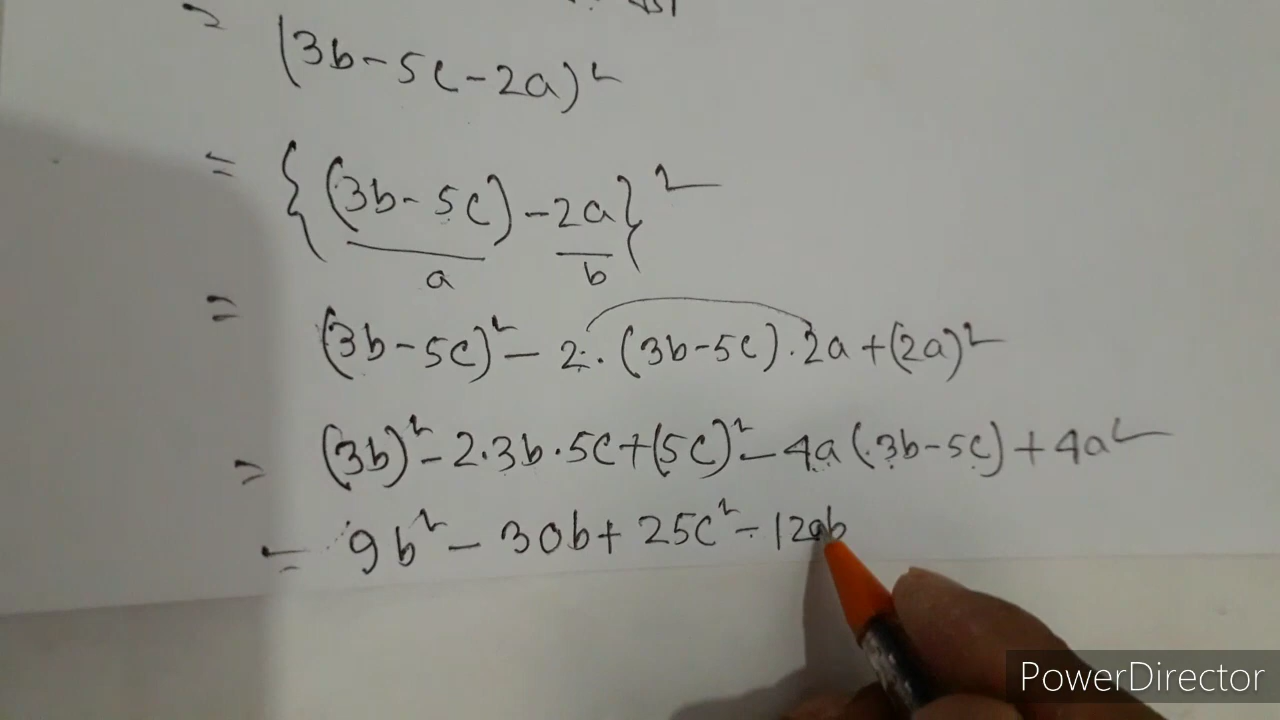 = (3b-5c-2a)²
= {(3b-5c)-2a}²
a b
= (3b-5c)²-2.(3b-5c).2a+(2a)²
= (3b)²-2.3b.5c+(5c)²-4a(3b-5c)+4a²
= 9b²-30b+25c²-12ab
PowerDirector